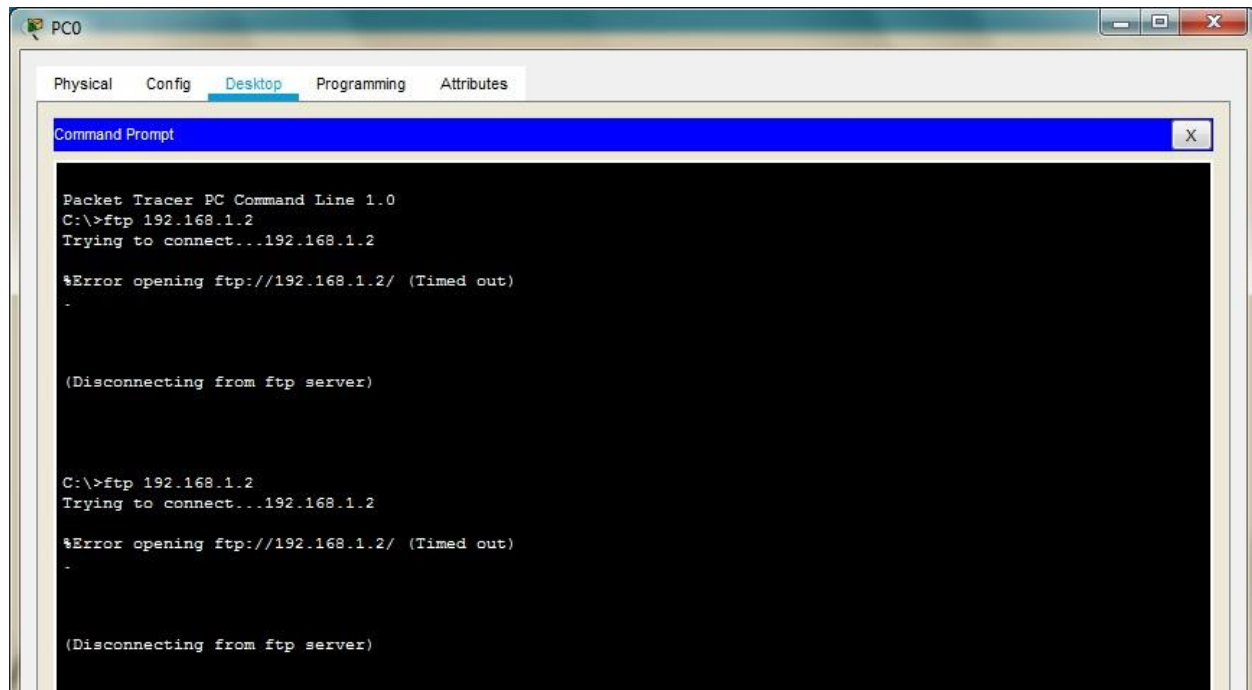 PC0
X
Physical Config Desktop Programming Attributes
Command Prompt
X
Packet Tracer PC Command Line 1.0
C:\>ftp 192.168.1.2
Trying to connect...192.168.1.2
%Error opening ftp://192.168.1.2/ (Timed out)
-
(Disconnecting from ftp server)
C:\>ftp 192.168.1.2
Trying to connect...192.168.1.2
%Error opening ftp://192.168.1.2/ (Timed out)
-
(Disconnecting from ftp server)